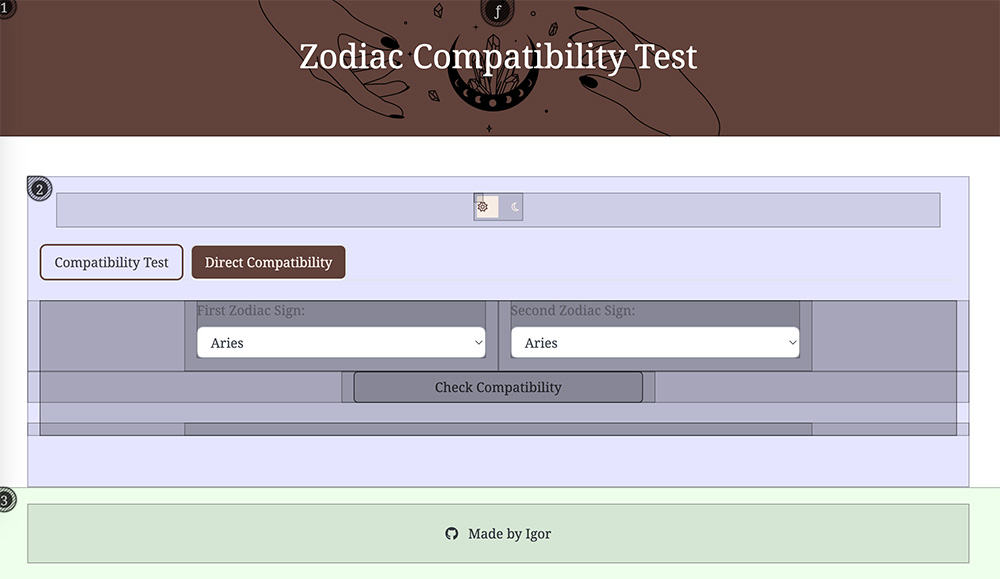 1
ƒ
Zodiac Compatibility Test
2
Compatibility Test
Direct Compatibility
First Zodiac Sign:
Second Zodiac Sign:
Aries
Aries
Check Compatibility
3
Made by Igor